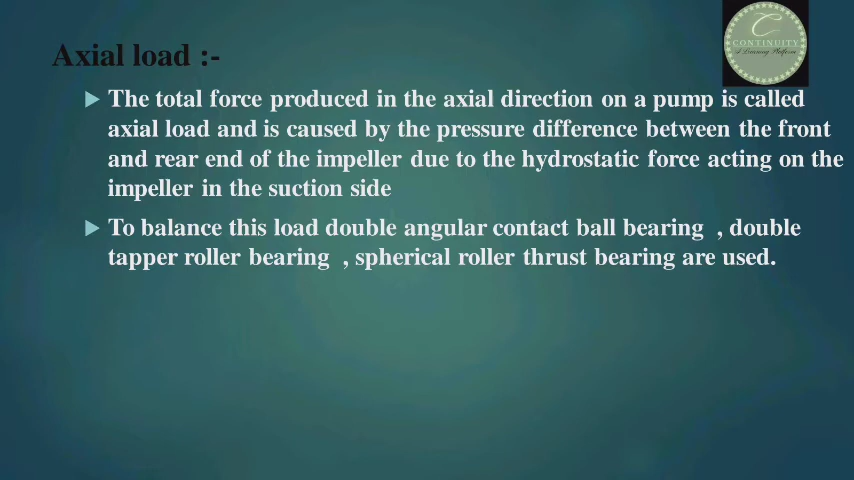 Axial load :-
C
CONTINUITY
A Learning Platform
The total force produced in the axial direction on a pump is called
axial load and is caused by the pressure difference between the front
and rear end of the impeller due to the hydrostatic force acting on the
impeller in the suction side
To balance this load double angular contact ball bearing , double
tapper roller bearing , spherical roller thrust bearing are used.